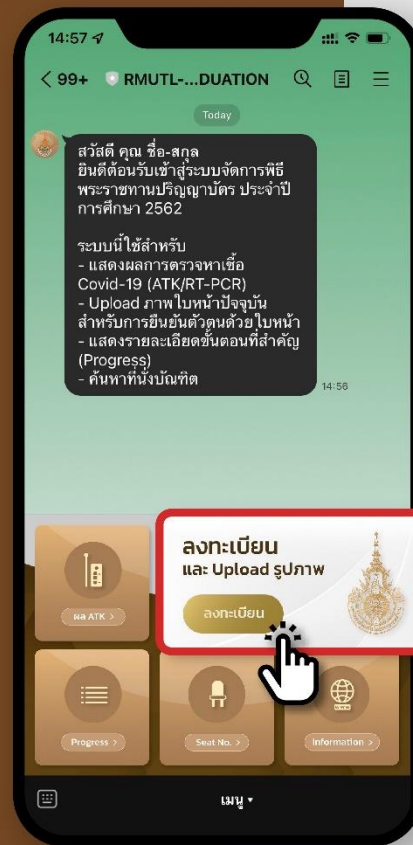 14:57
99+ RMUTL-...DUATION
Today
สวัสดี คุณ ชื่อ-สกุล
ยินดีต้อนรับเข้าสู่ระบบจัดการพิธี
พระราชทานปริญญาบัตร ประจำปี
การศึกษา 2562
ระบบนี้ใช้สำหรับ
- แสดงผลการตรวจหาเชื้อ
Covid-19 (ATK/RT-PCR)
- Upload ภาพใบหน้าปัจจุบัน
สำหรับการยืนยันตัวตนด้วยใบหน้า
- แสดงรายละเอียดขั้นตอนที่สำคัญ
(Progress)
- ค้นหาที่นั่งบัณฑิต
14:56
ลงทะเบียน
และ Upload รูปภาพ
ลงทะเบียน
ผล ATK >
Progress >
Seat No. >
Information >
เมนู